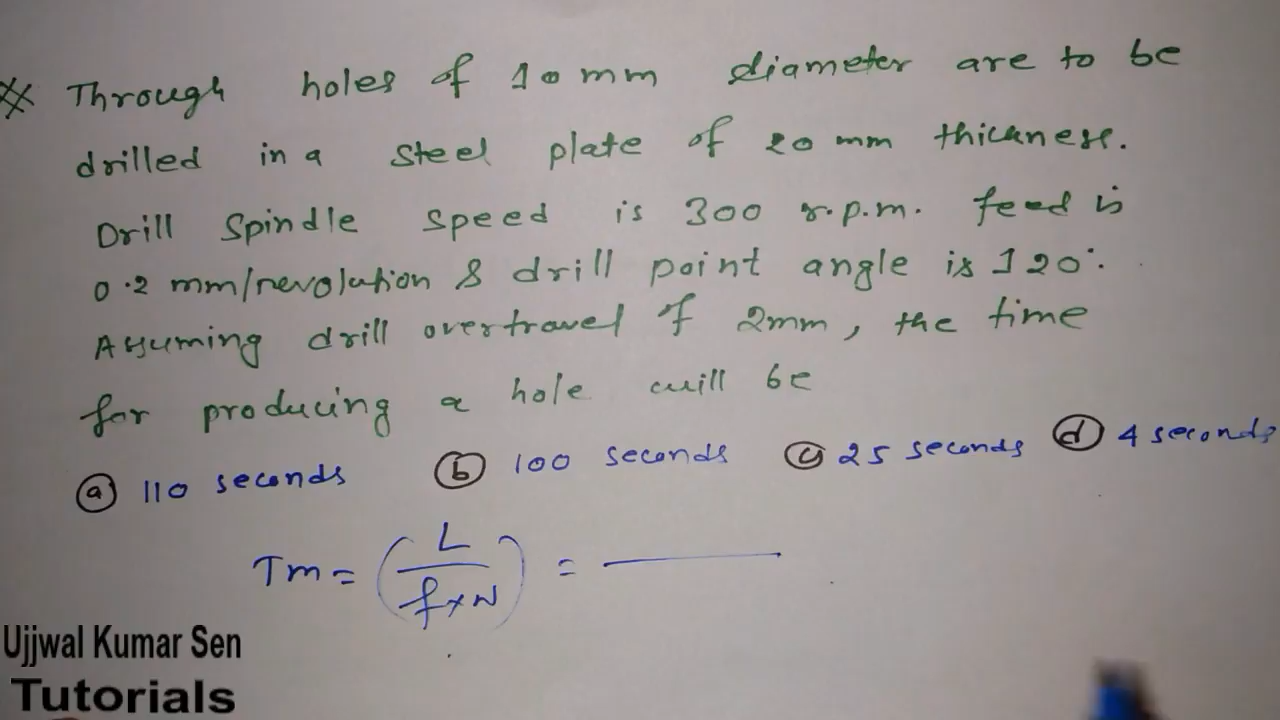 ※ Through holes of 10 mm diameter are to be
drilled in a steel plate of 20 mm thickness.
Drill spindle speed is 300 r.p.m. feed is
0.2 mm/revolution & drill point angle is 120°.
Assuming drill overtravel of 2mm, the time
for producing a hole will be
(a) 110 seconds (b) 100 seconds (c) 25 seconds (d) 4 seconds
Tm = (L / f×N) =
Ujjwal Kumar Sen
Tutorials